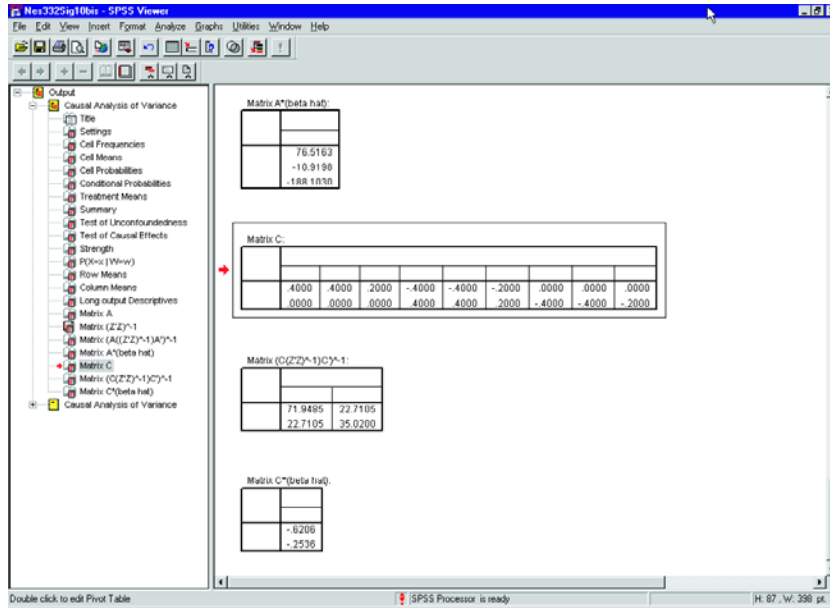 Nes332Sig10bis - SPSS Viewer
File Edit View Insert Format Analyze Graphs Utilities Window Help
Output
Causal Analysis of Variance
Title
Settings
Cell Frequencies
Cell Means
Cell Probabilities
Conditional Probabilities
Treatment Means
Summary
Test of Unconfoundedness
Test of Causal Effects
Strength
P(X=x | W=w)
Row Means
Column Means
Long output Descriptives
Matrix A
Matrix (Z'Z)^-1
Matrix (A((Z'Z)^-1)A')^-1
Matrix A*(beta hat)
Matrix C
Matrix (C(Z'Z)^-1)C')^-1
Matrix C*(beta hat)
Causal Analysis of Variance
Matrix A*(beta hat):
76.5163
-10.9198
-188.1030
Matrix C:
.4000 .4000 .2000 -.4000 -.4000 -.2000 .0000 .0000 .0000
.0000 .0000 .0000 .4000 .4000 .2000 -.4000 -.4000 -.2000
Matrix (C(Z'Z)^-1)C')^-1:
71.9485 22.7105
22.7105 35.0200
Matrix C*(beta hat):
-.6206
-.2536
Double click to edit Pivot Table
SPSS Processor is ready
H: 87 , W: 398 pt.